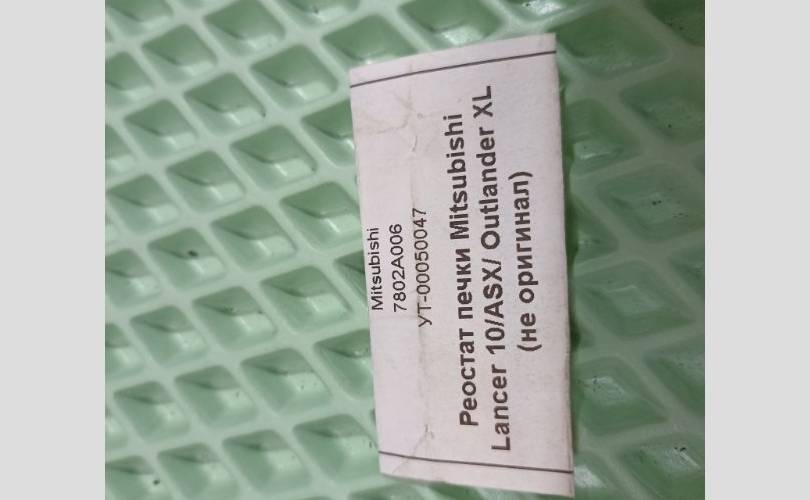 Mitsubishi
7802A006
УТ-00050047
Реостат печки Mitsubishi
Lancer 10/ASX/ Outlander XL
(не оригинал)